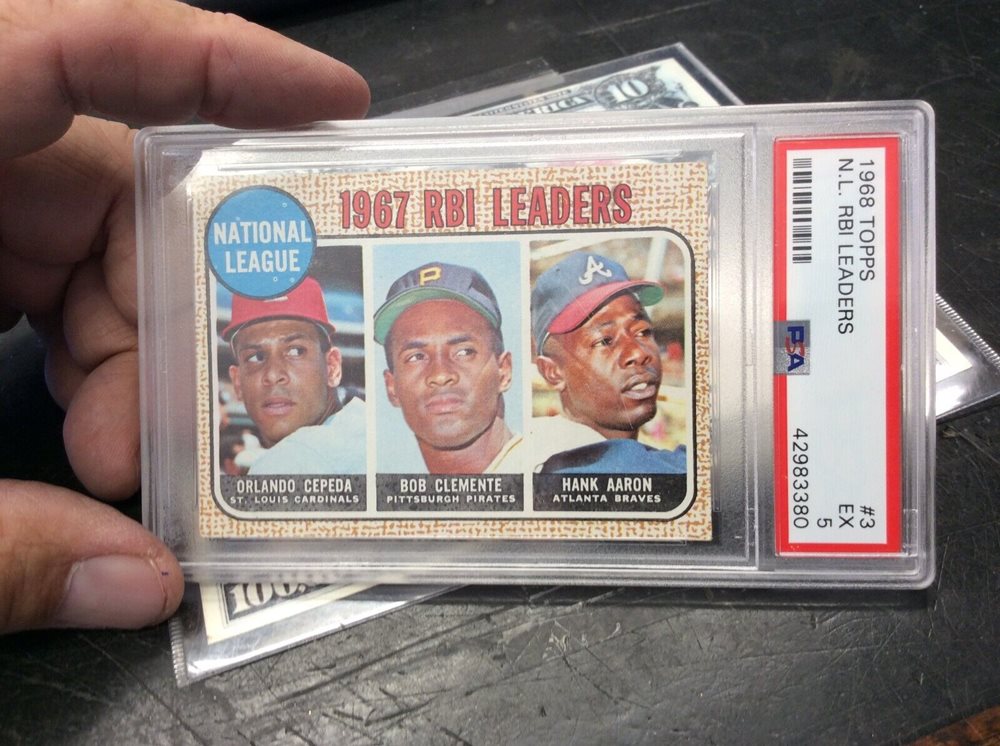 1967 RBI LEADERS
NATIONAL
LEAGUE
P
A
ORLANDO CEPEDA
ST. LOUIS CARDINALS
BOB CLEMENTE
PITTSBURGH PIRATES
HANK AARON
ATLANTA BRAVES
1968 TOPPS
#3
N.L. RBI LEADERS
EX
5
PSA
42983380
10